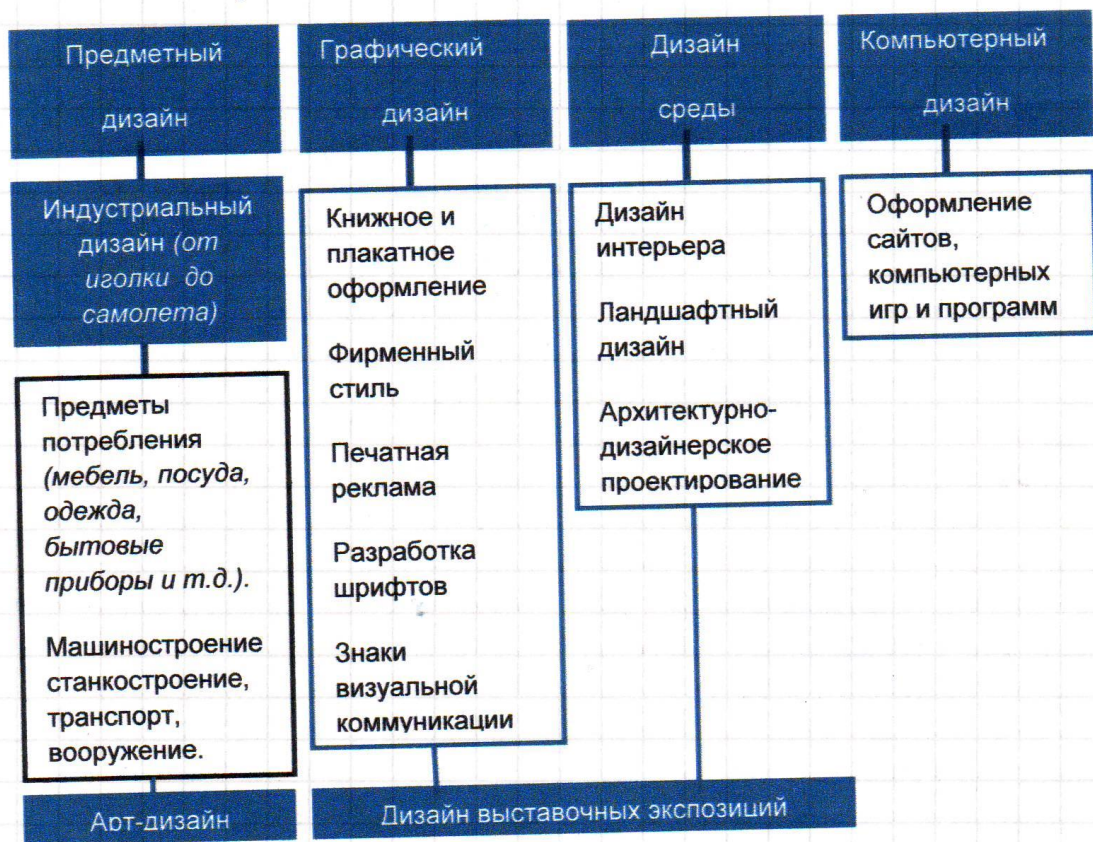 Предметный
дизайн
Индустриальный
дизайн (от
иголки до
самолета)
Предметы
потребления
(мебель, посуда,
одежда,
бытовые
приборы и т.д.).
Машиностроение
станкостроение,
транспорт,
вооружение.
Арт-дизайн
Графический
дизайн
Книжное и
плакатное
оформление
Фирменный
стиль
Печатная
реклама
Разработка
шрифтов
Знаки
визуальной
коммуникации
Дизайн
среды
Дизайн
интерьера
Ландшафтный
дизайн
Архитектурно-
дизайнерское
проектирование
Дизайн выставочных экспозиций
Компьютерный
дизайн
Оформление
сайтов,
компьютерных
игр и программ